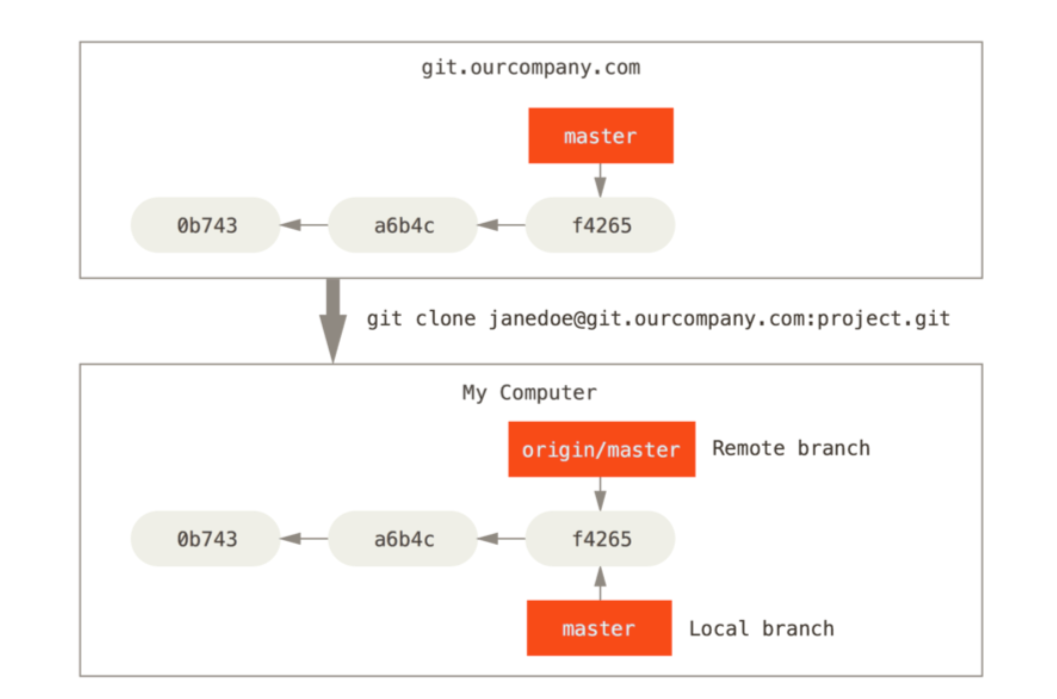 git.ourcompany.com
master
0b743 a6b4c f4265
git clone janedoe@git.ourcompany.com:project.git
My Computer
origin/master Remote branch
0b743 a6b4c f4265
master Local branch